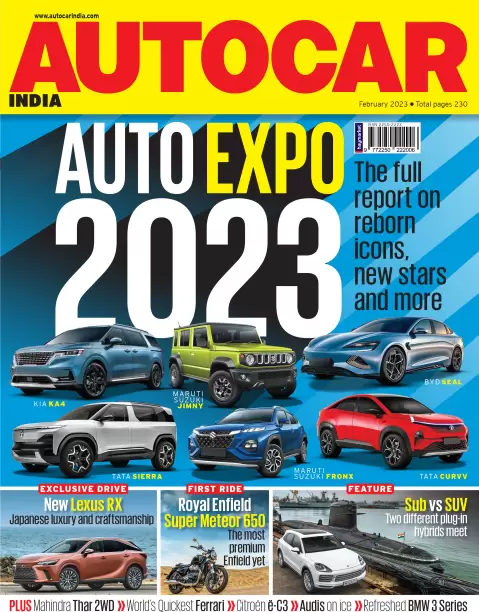 www.autocarindia.com
AUTOCAR
INDIA
February 2023 ● Total pages 230
AUTO EXPO
2023
haymarket
9 772250 222006
The full
report on
reborn
icons,
new stars
and more
KIA KA4
MARUTI
SUZUKI
JIMNY
BYD SEAL
TATA SIERRA
MARUTI
SUZUKI FRONX
TATA CURVV
EXCLUSIVE DRIVE
New Lexus RX
Japanese luxury and craftsmanship
FIRST RIDE
Royal Enfield
Super Meteor 650
The most
premium
Enfield yet
FEATURE
Sub vs SUV
Two different plug-in
hybrids meet
PLUS Mahindra Thar 2WD » World's Quickest Ferrari » Citroën ë-C3 » Audis on ice » Refreshed BMW 3 Series